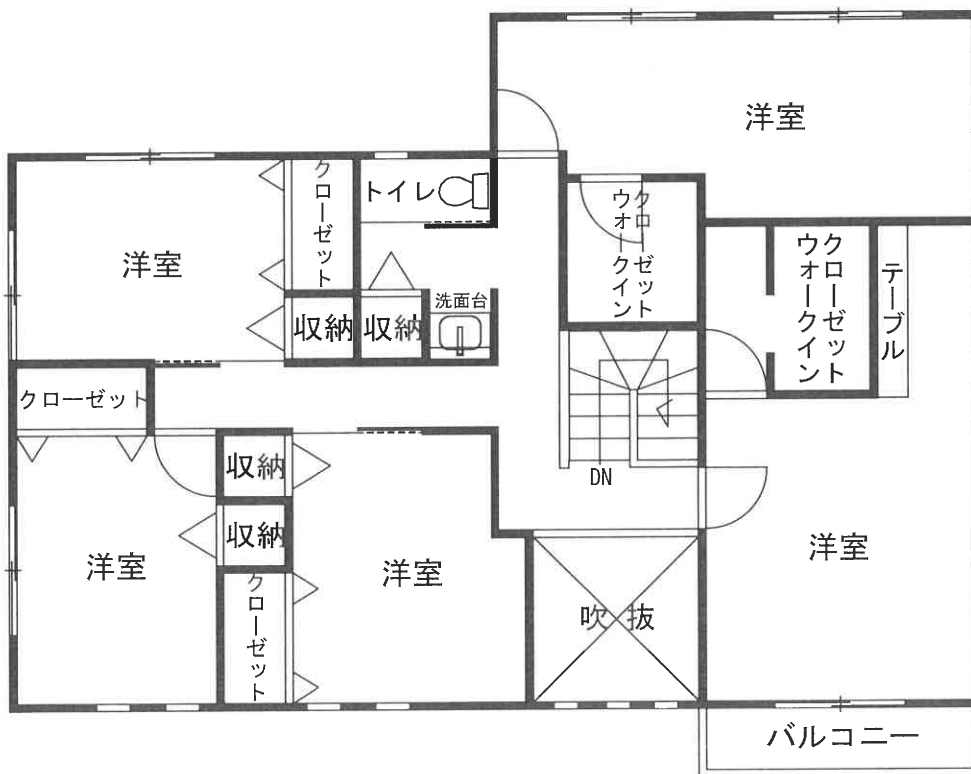 洋室
クローゼット
トイレ
ウォークイン
クローゼット
洋室
収納
収納
洗面台
ウォークイン
クローゼット
テーブル
クローゼット
収納
DN
収納
洋室
洋室
洋室
クローゼット
吹抜
バルコニー